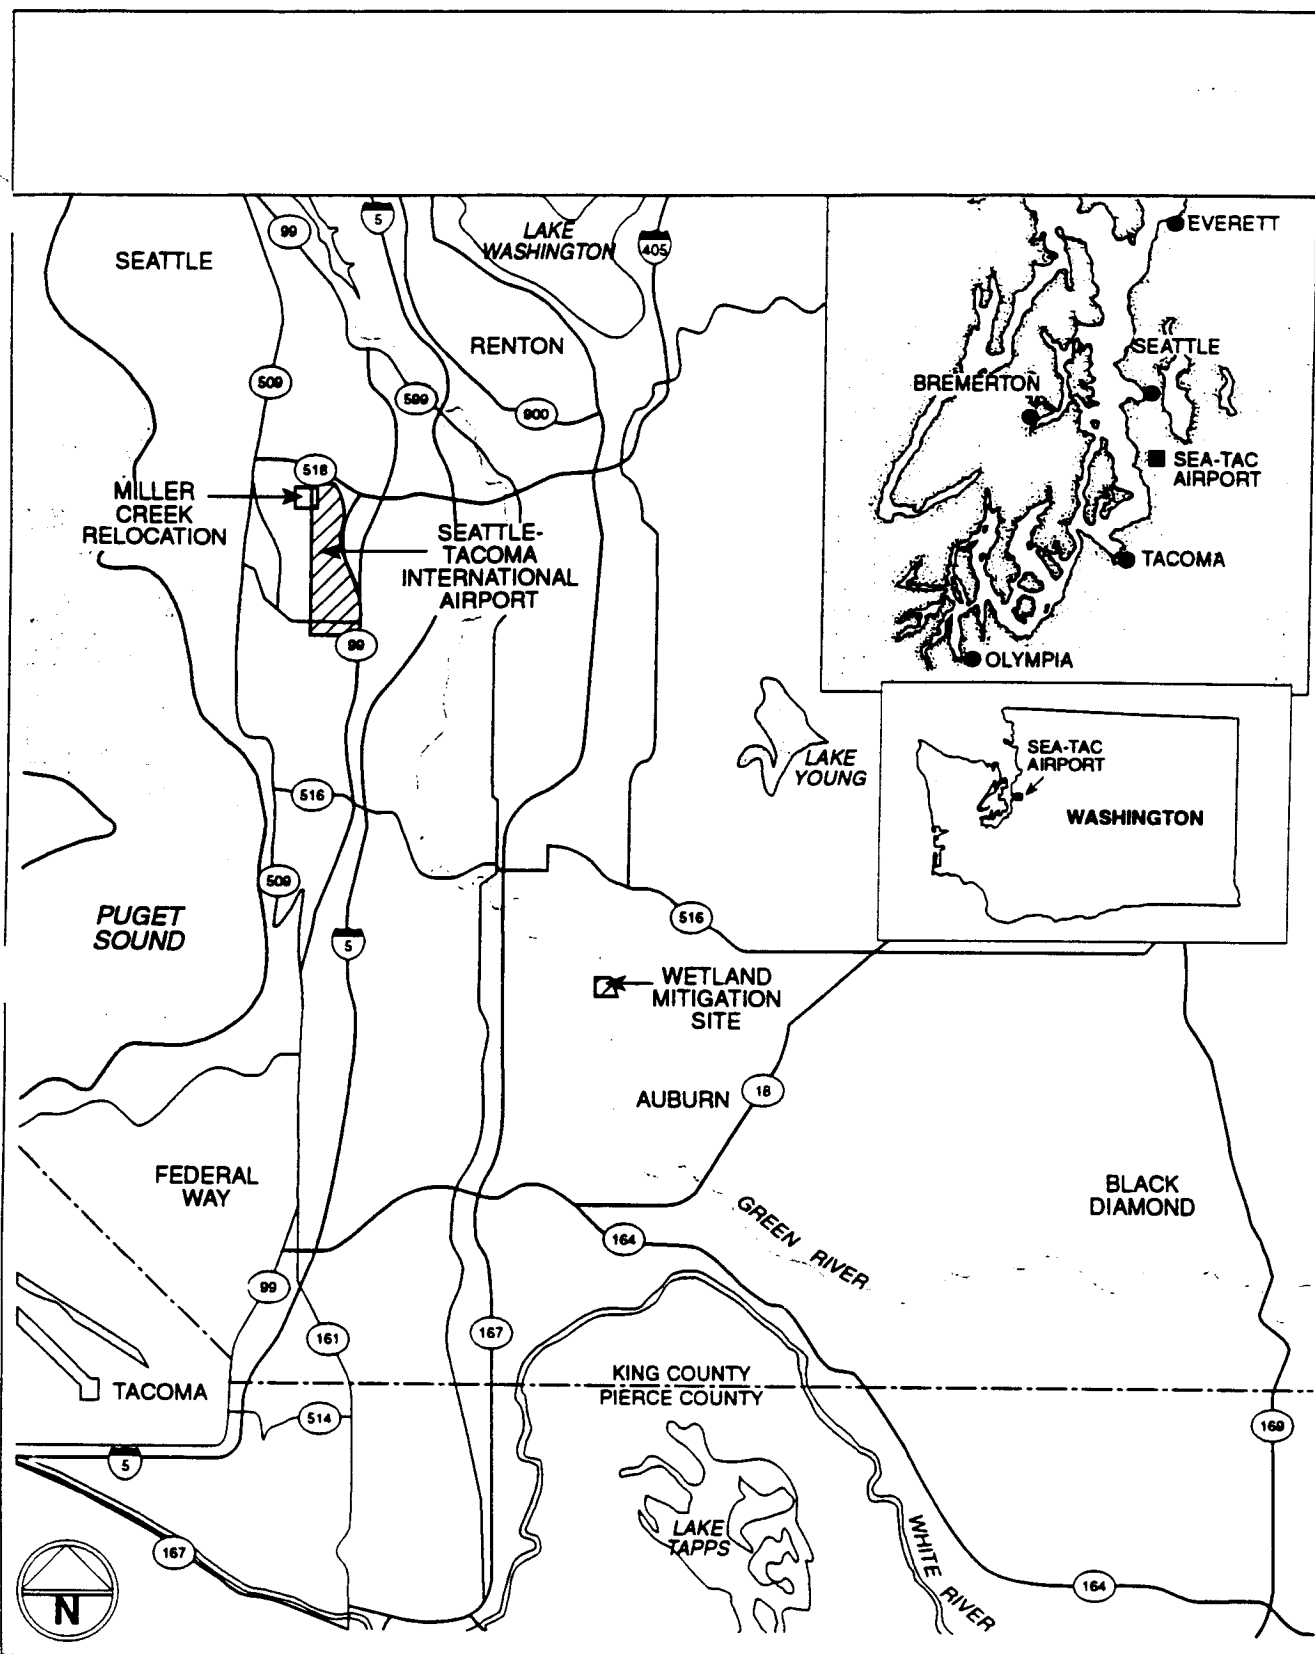 SEATTLE
99
5
LAKE
WASHINGTON
405
RENTON
509
599
900
518
MILLER
CREEK
RELOCATION
SEATTLE-
TACOMA
INTERNATIONAL
AIRPORT
99
EVERETT
SEATTLE
BREMERTON
SEA-TAC
AIRPORT
TACOMA
OLYMPIA
LAKE
YOUNG
SEA-TAC
AIRPORT
WASHINGTON
516
509
PUGET
SOUND
5
516
WETLAND
MITIGATION
SITE
AUBURN
18
FEDERAL
WAY
BLACK
DIAMOND
GREEN RIVER
164
99
161
167
KING COUNTY
PIERCE COUNTY
TACOMA
514
169
5
LAKE
TAPPS
WHITE RIVER
167
164
N